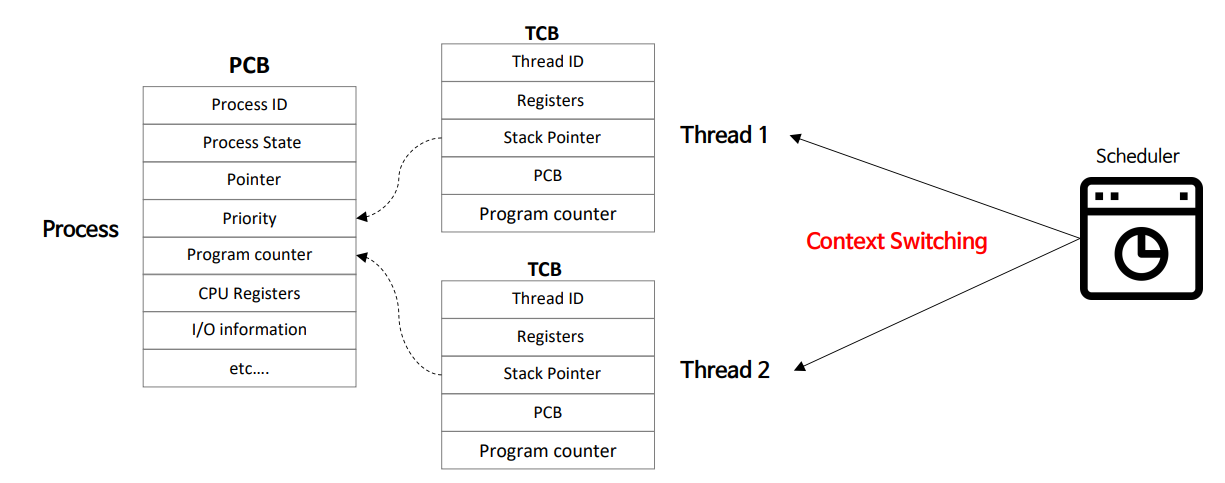 Process
PCB
Process ID
Process State
Pointer
Priority
Program counter
CPU Registers
I/O information
etc....
TCB
Thread ID
Registers
Stack Pointer
PCB
Program counter
TCB
Thread ID
Registers
Stack Pointer
PCB
Program counter
Thread 1
Thread 2
Context Switching
Scheduler